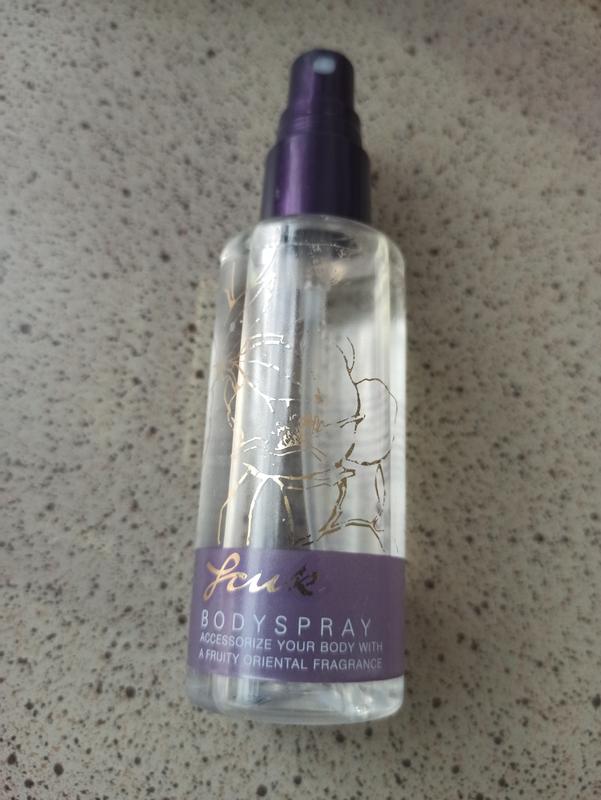 fcuk
BODYSPRAY
ACCESSORIZE YOUR BODY WITH
A FRUITY ORIENTAL FRAGRANCE